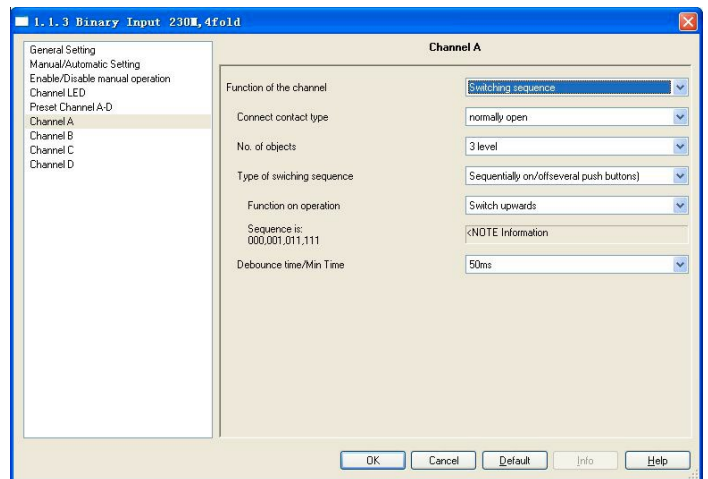 1.1.3 Binary Input 230M,4fold
General Setting
Manual/Automatic Setting
Enable/Disable manual operation
Channel LED
Preset Channel A-D
Channel A
Channel B
Channel C
Channel D
Channel A
Function of the channel
Switching sequence
Connect contact type
normally open
No. of objects
3 level
Type of swiching sequence
Sequentially on/offseveral push buttons)
Function on operation
Switch upwards
Sequence is:
000,001,011,111
<NOTE Information
Debounce time/Min Time
50ms
OK
Cancel
Default
Info
Help